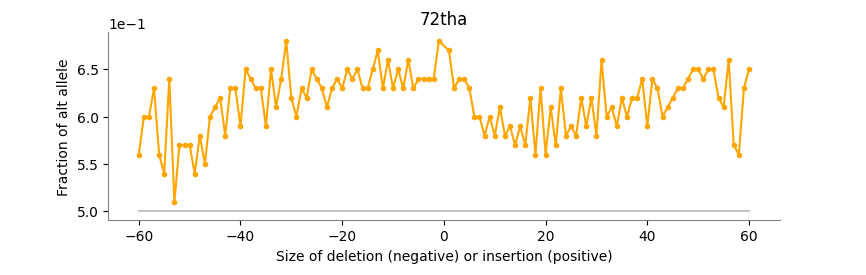 72tha
1e−1
6.5
6.0
5.5
5.0
Fraction of alt allele
−60 −40 −20 0 20 40 60
Size of deletion (negative) or insertion (positive)